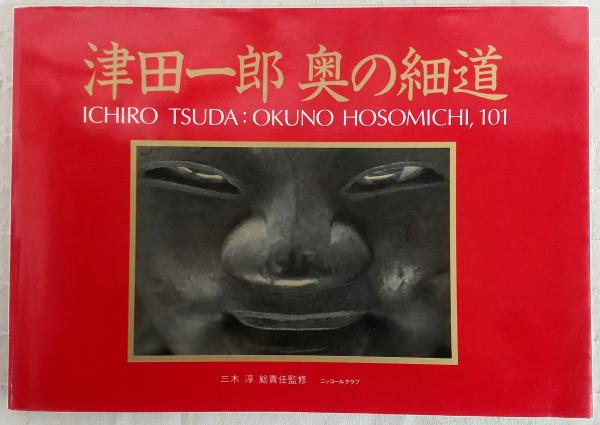 津田一郎 奥の細道
ICHIRO TSUDA: OKUNO HOSOMICHI, 101
三木 淳 総責任監修 ニッコールクラブ